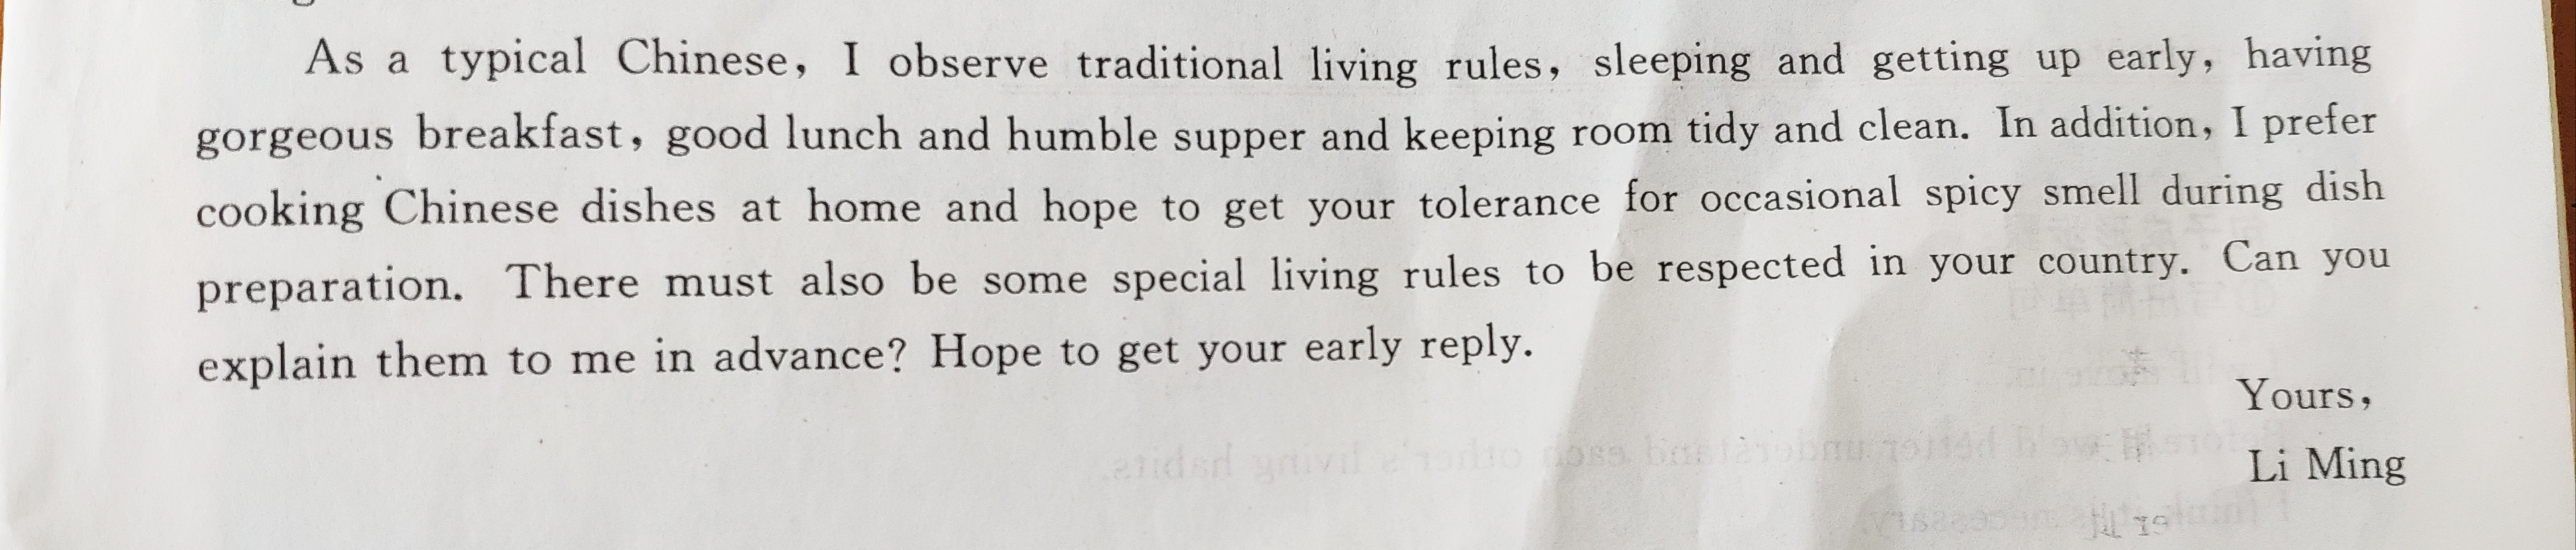 As a typical Chinese, I observe traditional living rules, sleeping and getting up early, having
gorgeous breakfast, good lunch and humble supper and keeping room tidy and clean. In addition, I prefer
cooking Chinese dishes at home and hope to get your tolerance for occasional spicy smell during dish
preparation. There must also be some special living rules to be respected in your country. Can you
explain them to me in advance? Hope to get your early reply.
Yours,
Li Ming